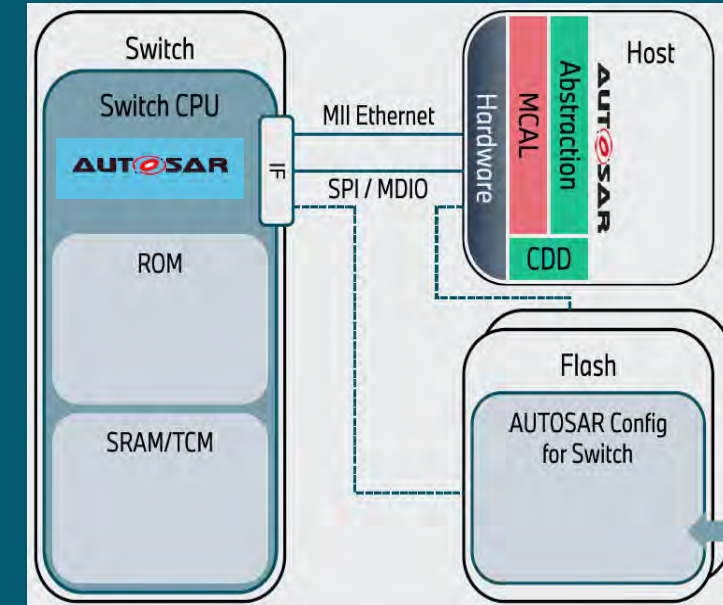 Switch
Switch CPU
AUTOSAR
IF
ROM
SRAM/TCM
MII Ethernet
SPI / MDIO
Host
Hardware
MCAL
Abstraction
AUTOSAR
CDD
Flash
AUTOSAR Config
for Switch